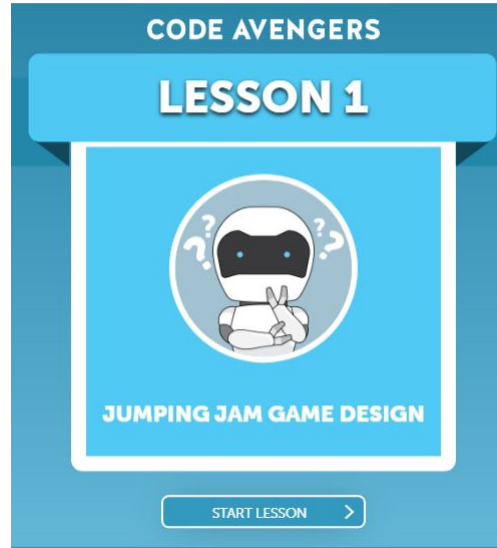 CODE AVENGERS
LESSON 1
? ? ? ?
JUMPING JAM GAME DESIGN
START LESSON >